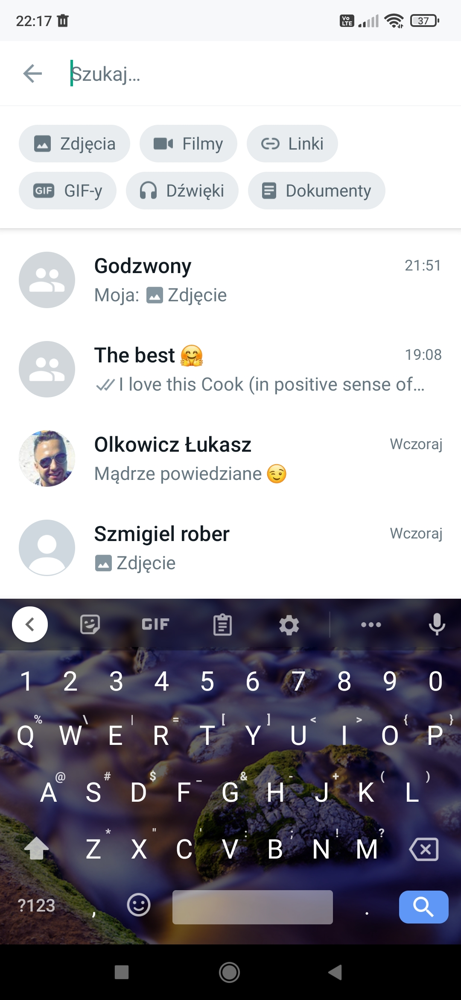 22:17 Vo LTE 37
Szukaj...
Zdjęcia Filmy Linki
GIF GIF-y Dźwięki Dokumenty
Godzwony 21:51
Moja: Zdjęcie
The best 🤗 19:08
I love this Cook (in positive sense of...
Olkowicz Łukasz Wczoraj
Mądrze powiedziane 😉
Szmigiel rober Wczoraj
Zdjęcie
GIF
1 2 3 4 5 6 7 8 9 0
% \ | = [ ] < > { }
Q W E R T Y U I O P
@ # $ _ & - + ( )
A S D F G H J K L
* " ' : ; ! ?
Z X C V B N M
?123 , .